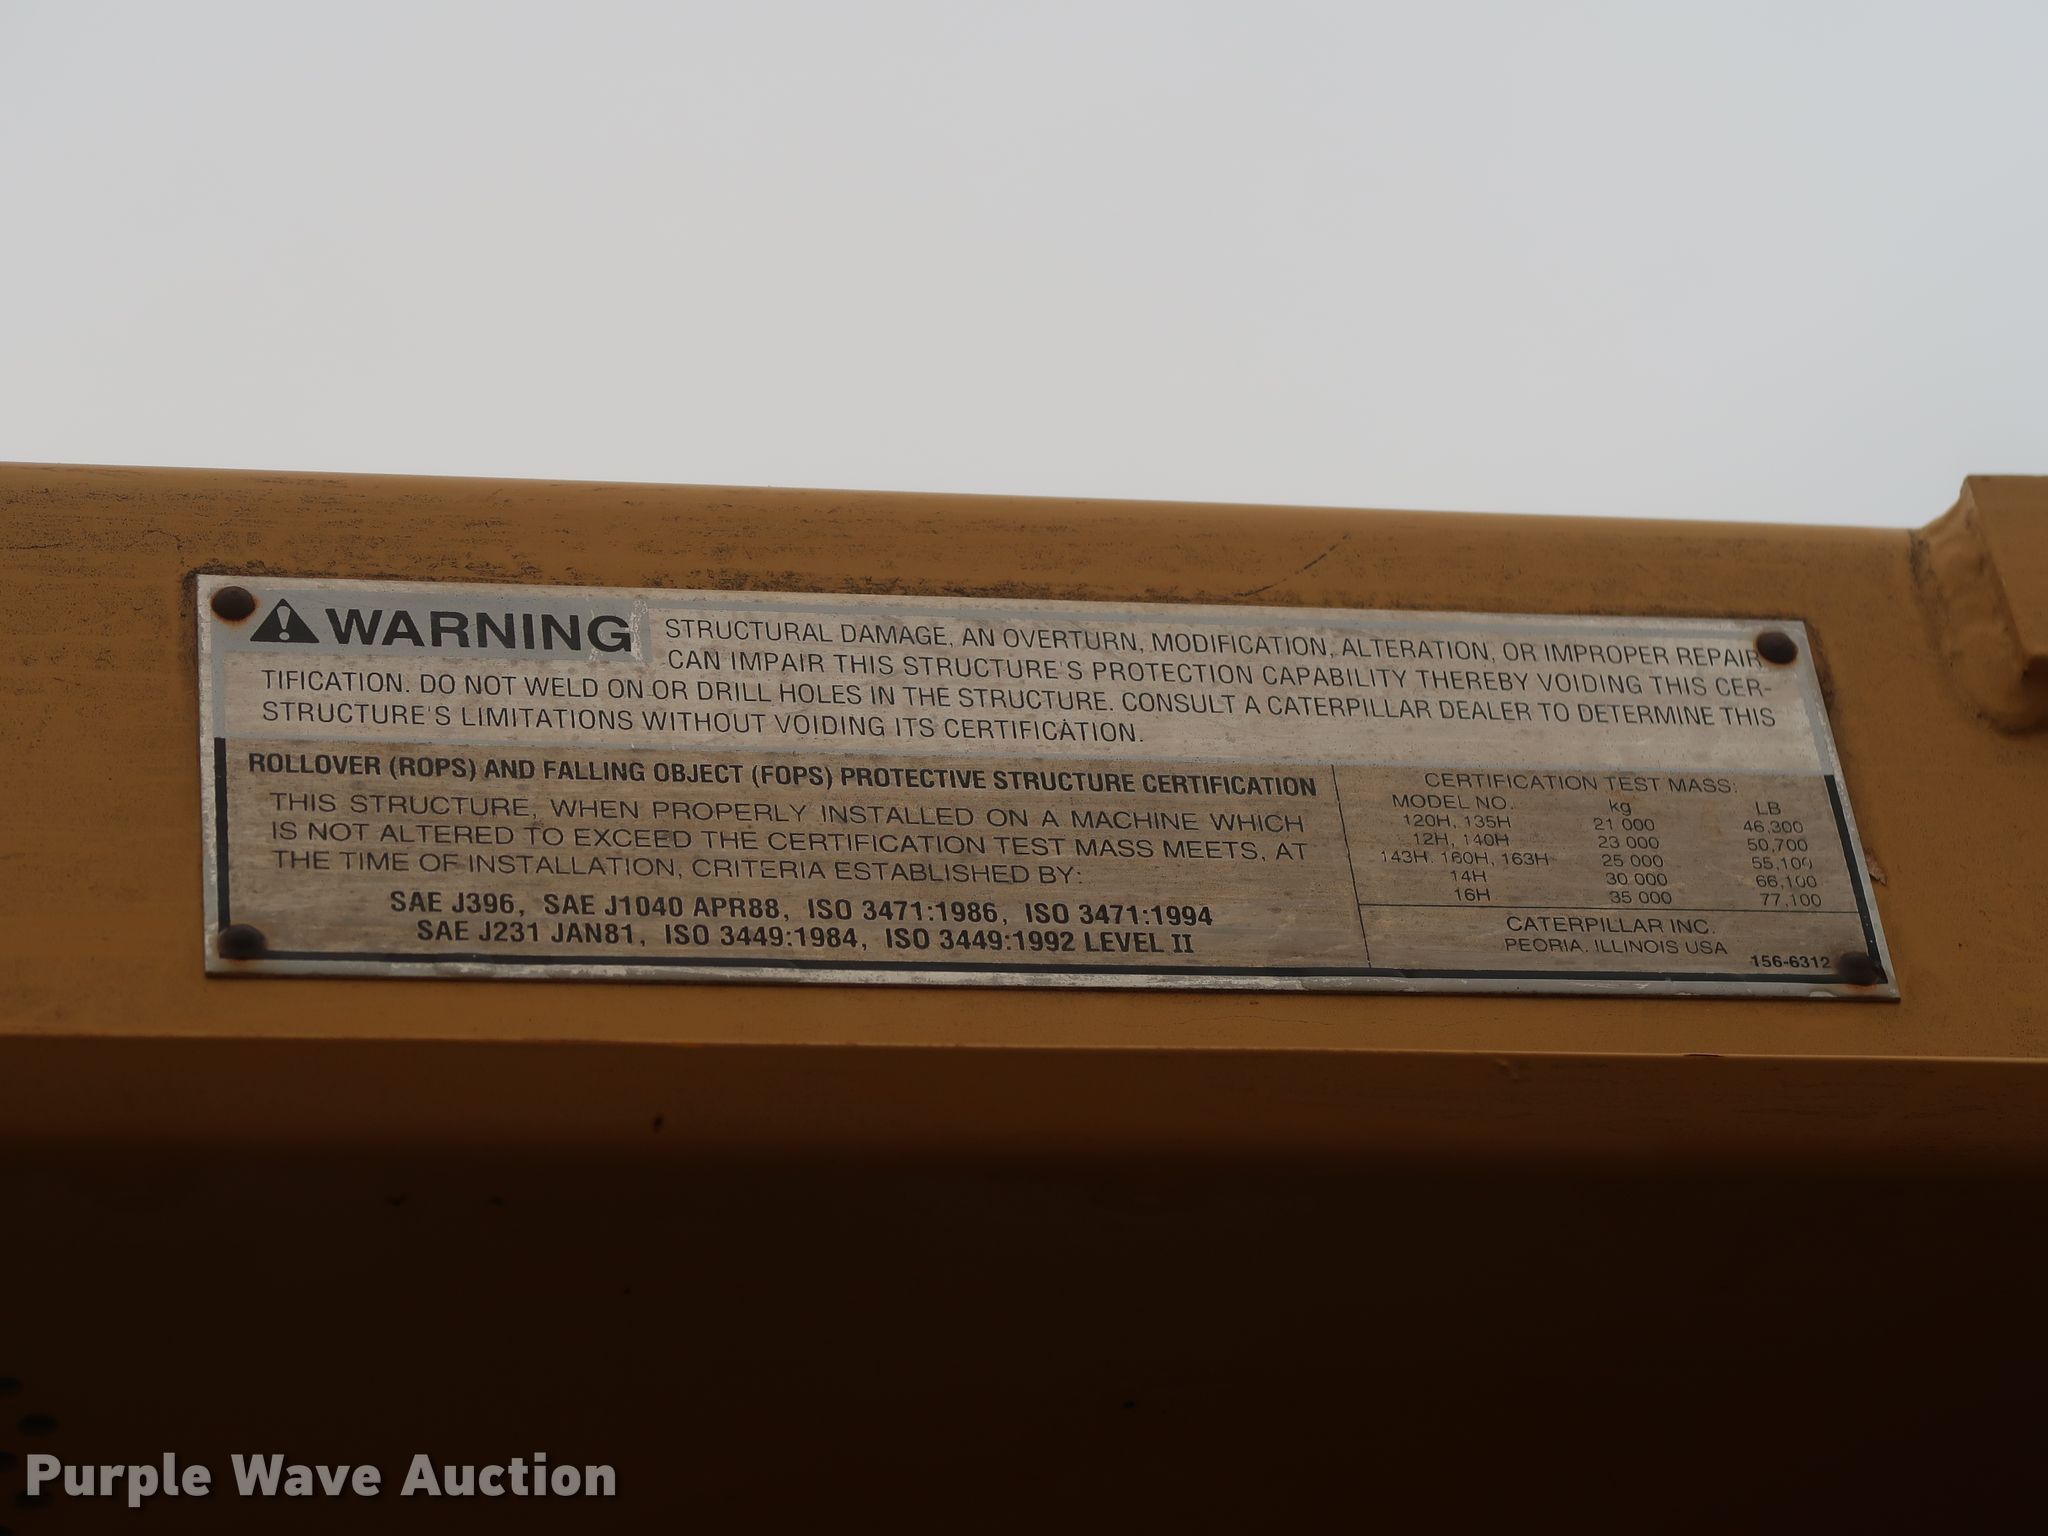 WARNING
STRUCTURAL DAMAGE, AN OVERTURN, MODIFICATION, ALTERATION, OR IMPROPER REPAIR
CAN IMPAIR THIS STRUCTURE'S PROTECTION CAPABILITY THEREBY VOIDING THIS CER-
TIFICATION. DO NOT WELD ON OR DRILL HOLES IN THE STRUCTURE. CONSULT A CATERPILLAR DEALER TO DETERMINE THIS
STRUCTURE'S LIMITATIONS WITHOUT VOIDING ITS CERTIFICATION.
ROLLOVER (ROPS) AND FALLING OBJECT (FOPS) PROTECTIVE STRUCTURE CERTIFICATION
THIS STRUCTURE, WHEN PROPERLY INSTALLED ON A MACHINE WHICH
IS NOT ALTERED TO EXCEED THE CERTIFICATION TEST MASS MEETS, AT
THE TIME OF INSTALLATION, CRITERIA ESTABLISHED BY:
SAE J396, SAE J1040 APR88, ISO 3471:1986, ISO 3471:1994
SAE J231 JAN81, ISO 3449:1984, ISO 3449:1992 LEVEL II
CERTIFICATION TEST MASS:
MODEL NO. kg LB
120H, 135H 21 000 46,300
12H, 140H 23 000 50,700
143H, 160H, 163H 25 000 55,100
14H 30 000 66,100
16H 35 000 77,100
CATERPILLAR INC.
PEORIA, ILLINOIS USA
156-6312
Purple Wave Auction